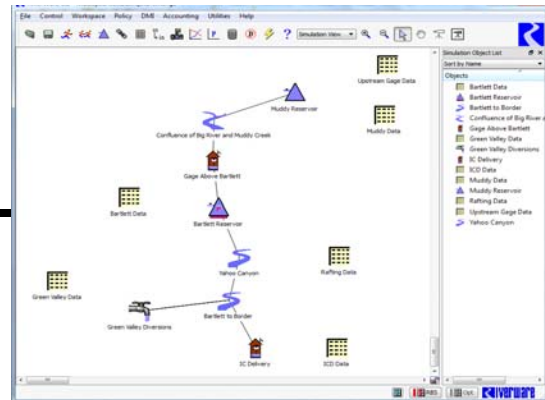 File Control Workspace Policy DMI Accounting Utilities Help
Simulation View
Simulation Object List
Sort by Name
Objects
Bartlett Data
Bartlett Reservoir
Bartlett to Border
Confluence of Big River a
Gage Above Bartlett
Green Valley Data
Green Valley Diversions
IC Delivery
ICD Data
Muddy Data
Muddy Reservoir
Rafting Data
Upstream Gage Data
Yahoo Canyon
Upstream Gage Data
Muddy Reservoir
Muddy Data
Confluence of Big River and Muddy Creek
Gage Above Bartlett
Bartlett Data
Bartlett Reservoir
Yahoo Canyon
Rafting Data
Green Valley Data
Bartlett to Border
Green Valley Diversions
IC Delivery
ICD Data
RBS
Opt
Riverware